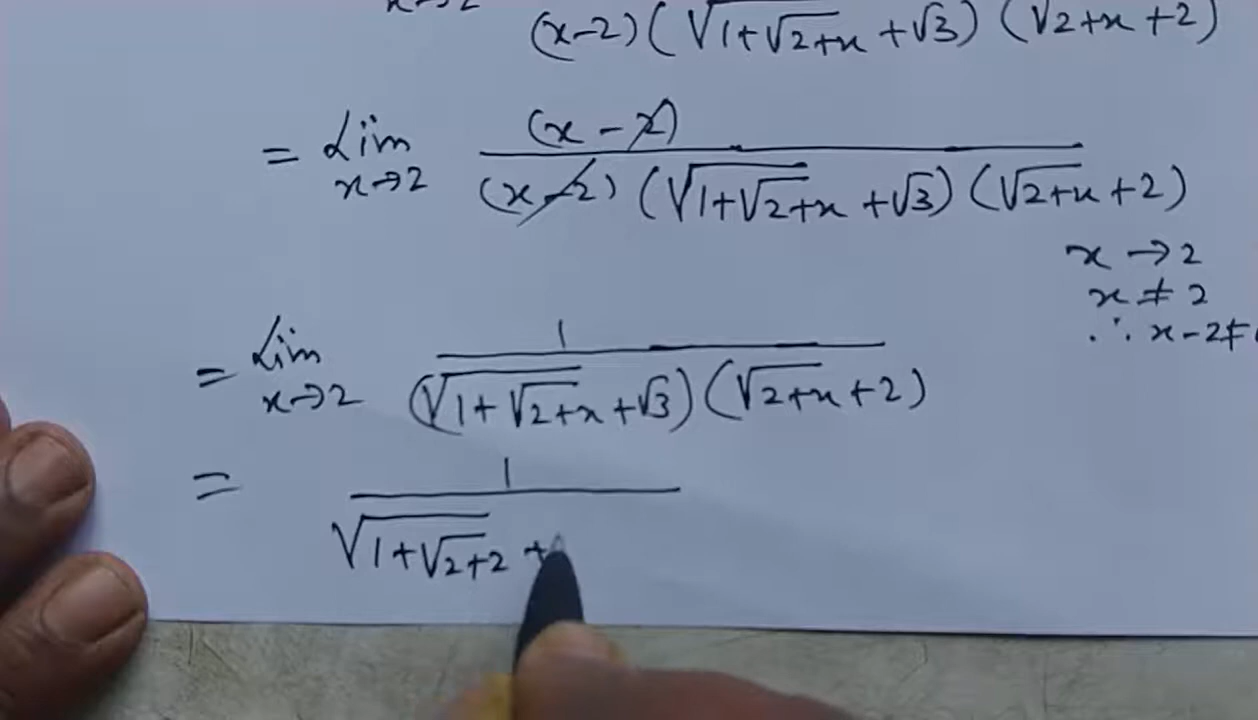 x→2
(x-2)(√1+√2+x +√3) (√2+x +2)
= Lim x→2 (x-2) / (x-2) (√1+√2+x +√3) (√2+x +2)
x→2
x≠2
∴ x-2≠
= Lim x→2 1 / (√1+√2+x +√3) (√2+x +2)
= 1 / √1+√2+2 +